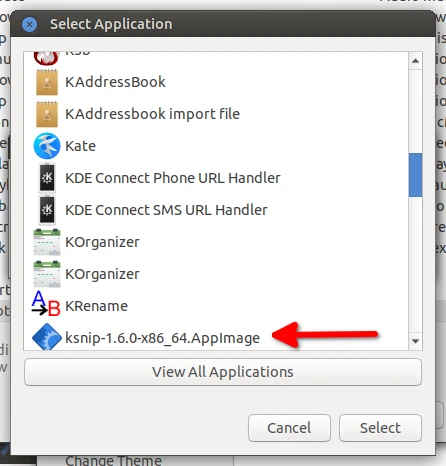 Select Application
KAddressBook
KAddressbook import file
Kate
KDE Connect Phone URL Handler
KDE Connect SMS URL Handler
KOrganizer
KOrganizer
KRename
ksnip-1.6.0-x86_64.AppImage
View All Applications
Cancel
Select
Change Theme